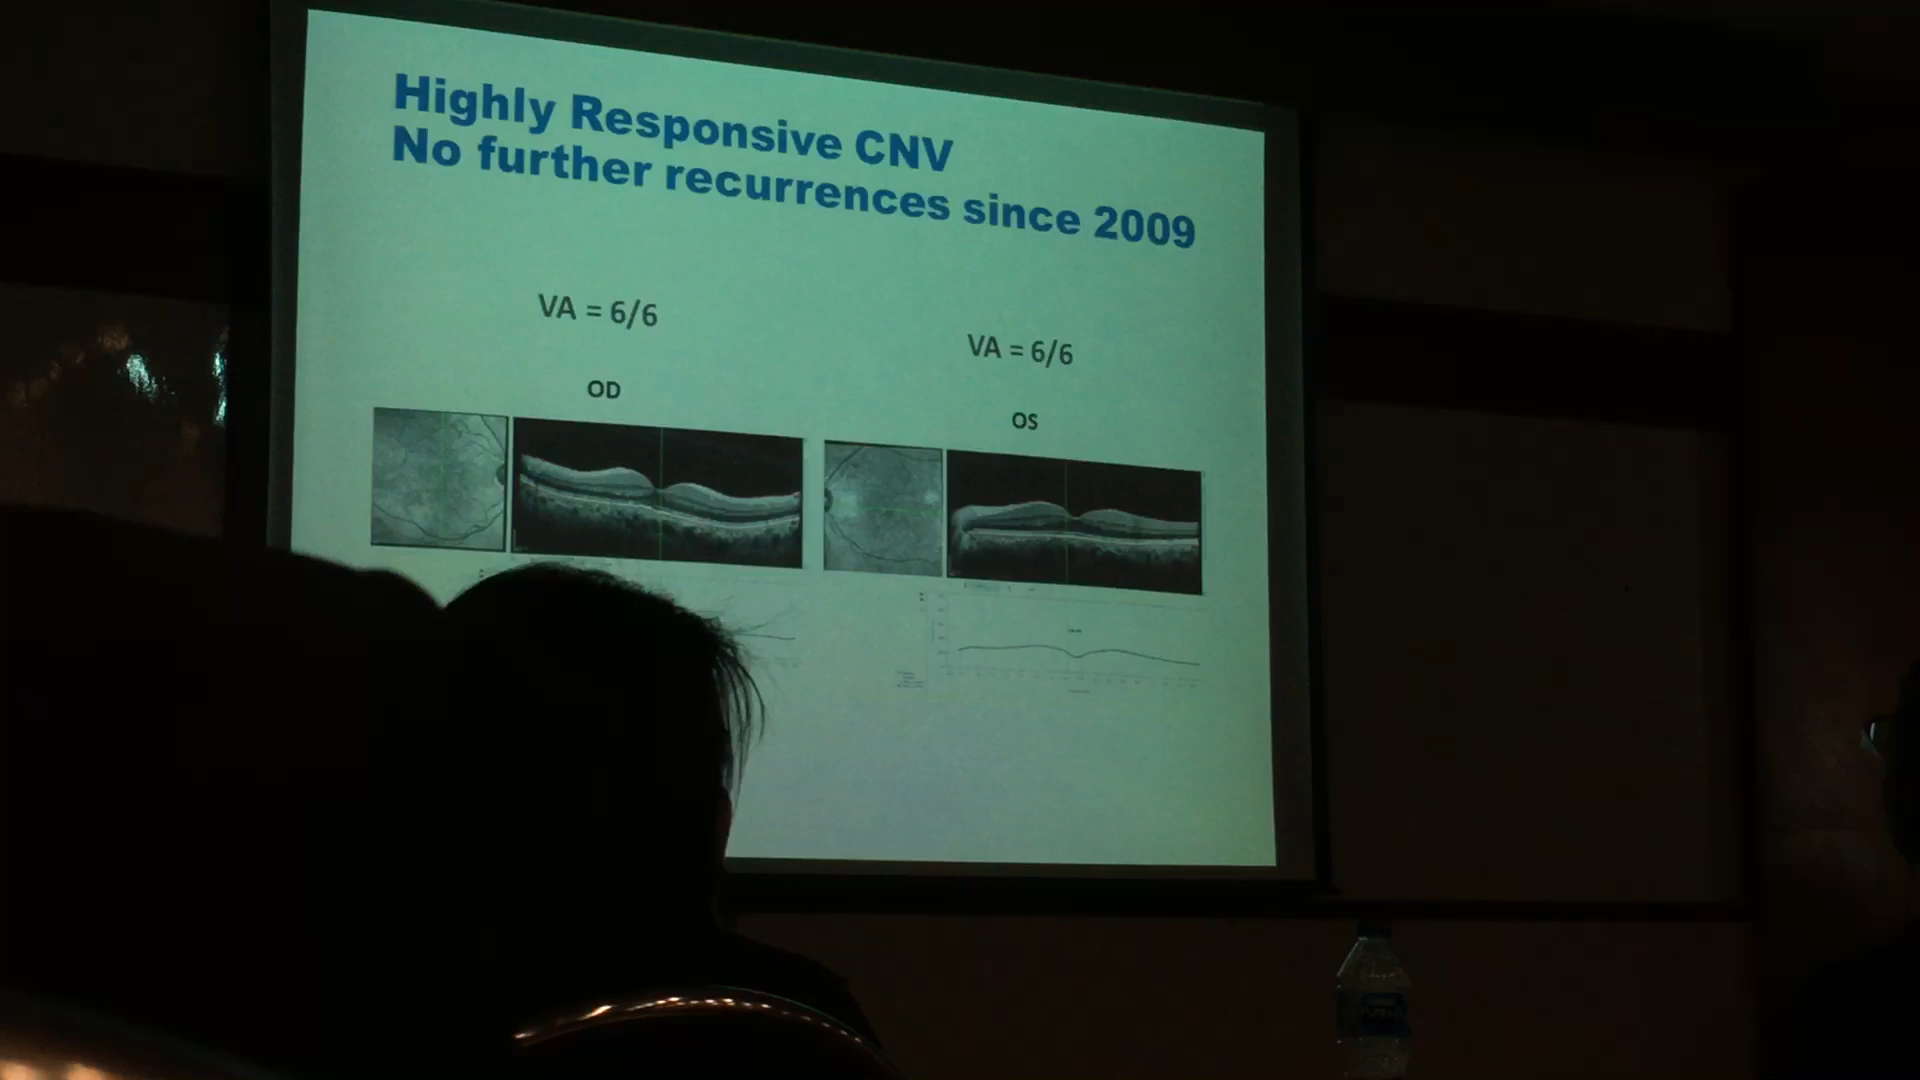 Highly Responsive CNV
No further recurrences since 2009
VA = 6/6
VA = 6/6
OD
OS